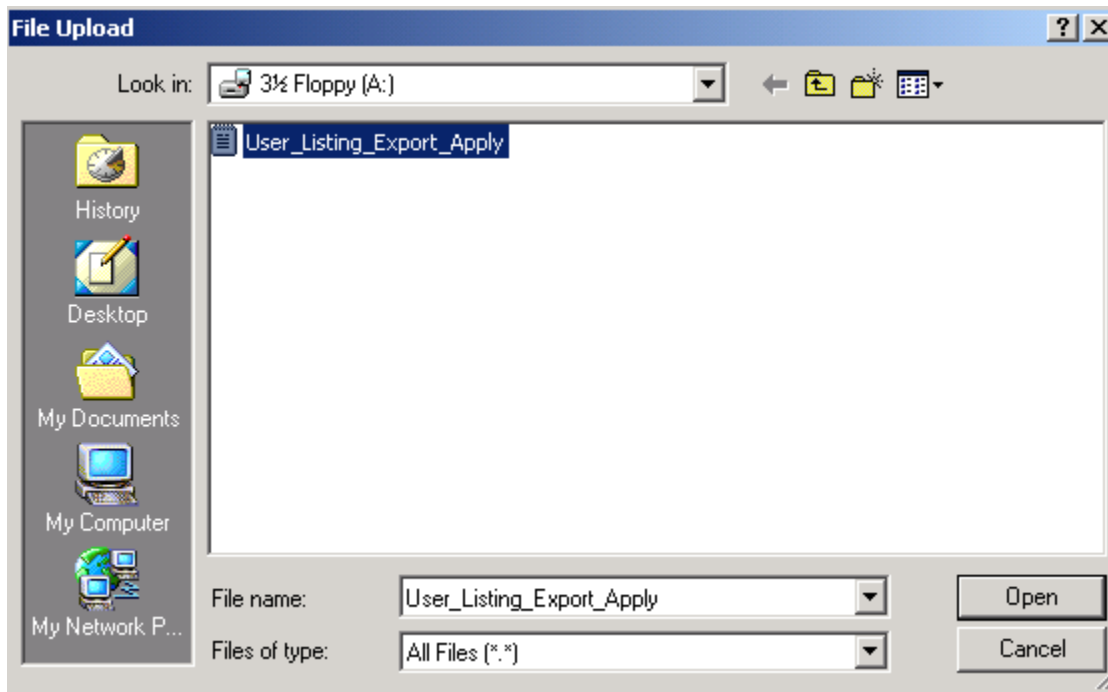 File Upload
Look in: 3½ Floppy (A:)
User_Listing_Export_Apply
History
Desktop
My Documents
My Computer
My Network P...
File name: User_Listing_Export_Apply Open
Files of type: All Files (*.*) Cancel